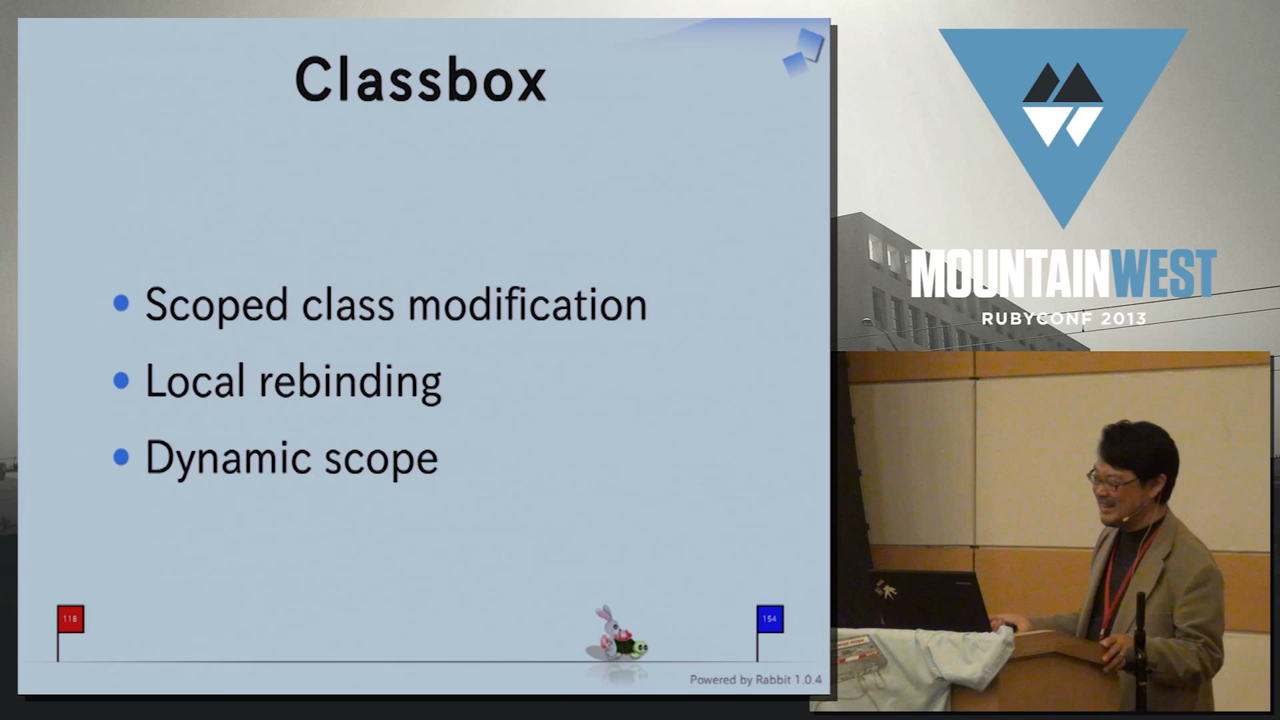 Classbox
Scoped class modification
Local rebinding
Dynamic scope
118
154
Powered by Rabbit 1.0.4
MOUNTAINWEST
RUBYCONF 2013